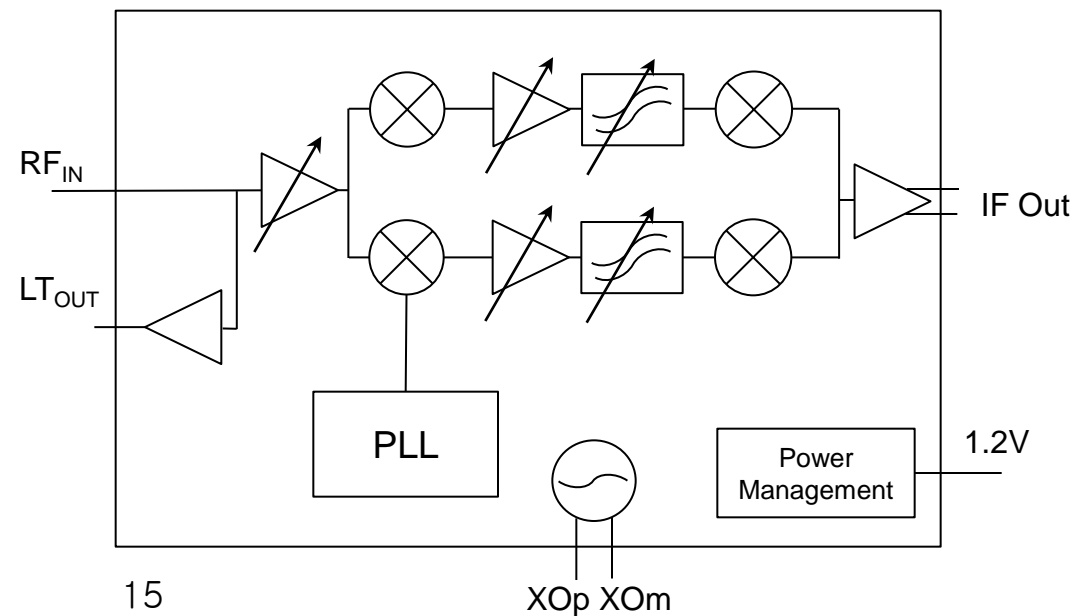 RF_IN
IF Out
LT_OUT
PLL
1.2V
Power
Management
XOp XOm
15